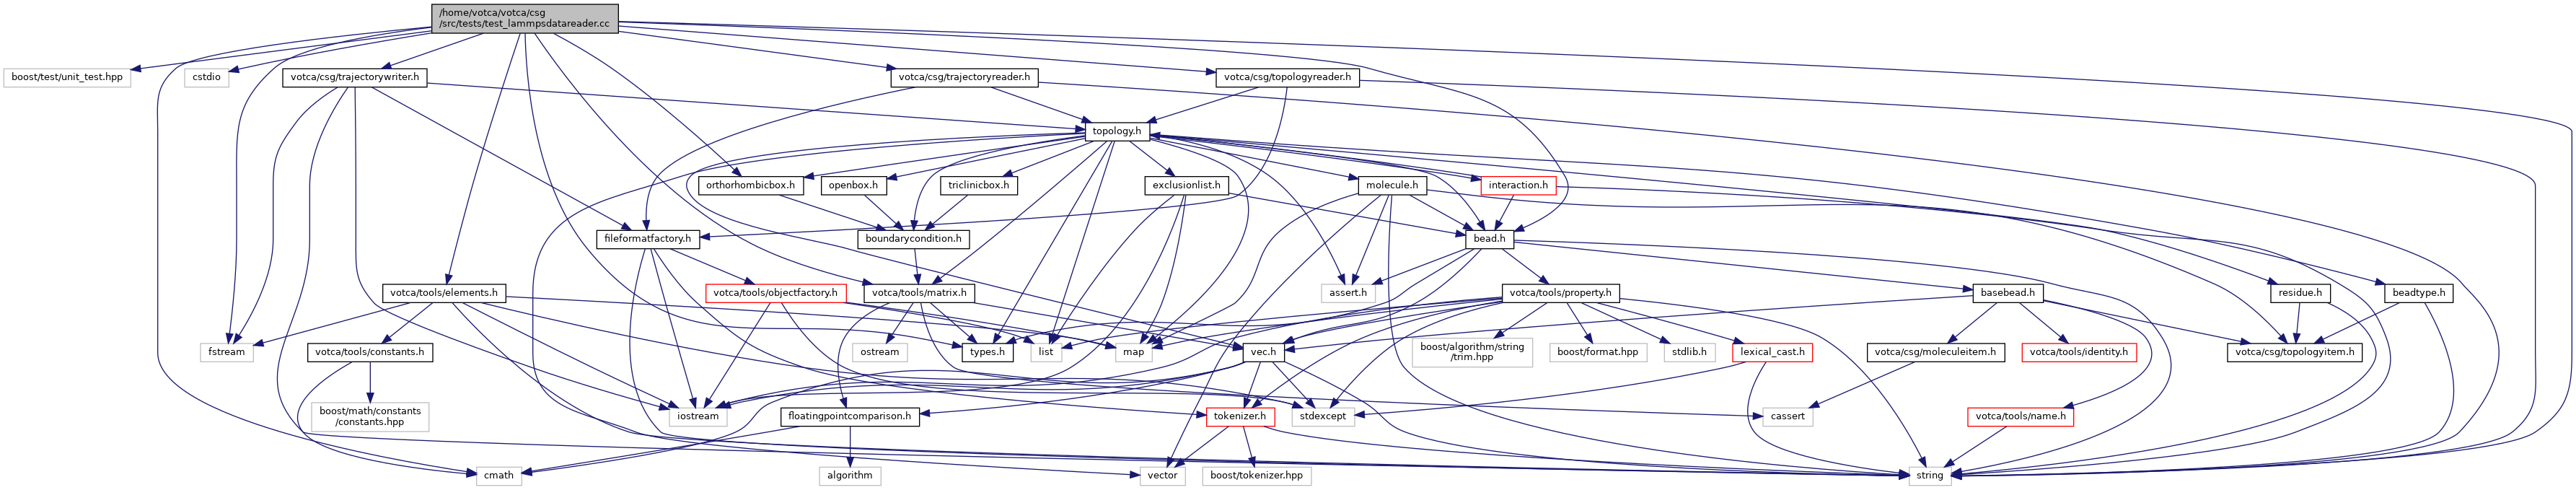 /home/votca/votca/csg
/src/tests/test_lammpsdatareader.cc
boost/test/unit_test.hpp
cstdio
votca/csg/trajectorywriter.h
votca/csg/trajectoryreader.h
votca/csg/topologyreader.h
topology.h
orthorhombicbox.h
openbox.h
triclinicbox.h
exclusionlist.h
molecule.h
interaction.h
fileformatfactory.h
boundarycondition.h
bead.h
votca/tools/elements.h
votca/tools/objectfactory.h
votca/tools/matrix.h
assert.h
votca/tools/property.h
basebead.h
residue.h
beadtype.h
fstream
votca/tools/constants.h
ostream
types.h
list
map
vec.h
boost/algorithm/string
/trim.hpp
boost/format.hpp
stdlib.h
lexical_cast.h
votca/csg/moleculeitem.h
votca/tools/identity.h
votca/csg/topologyitem.h
boost/math/constants
/constants.hpp
iostream
floatingpointcomparison.h
tokenizer.h
stdexcept
cassert
votca/tools/name.h
cmath
algorithm
vector
boost/tokenizer.hpp
string